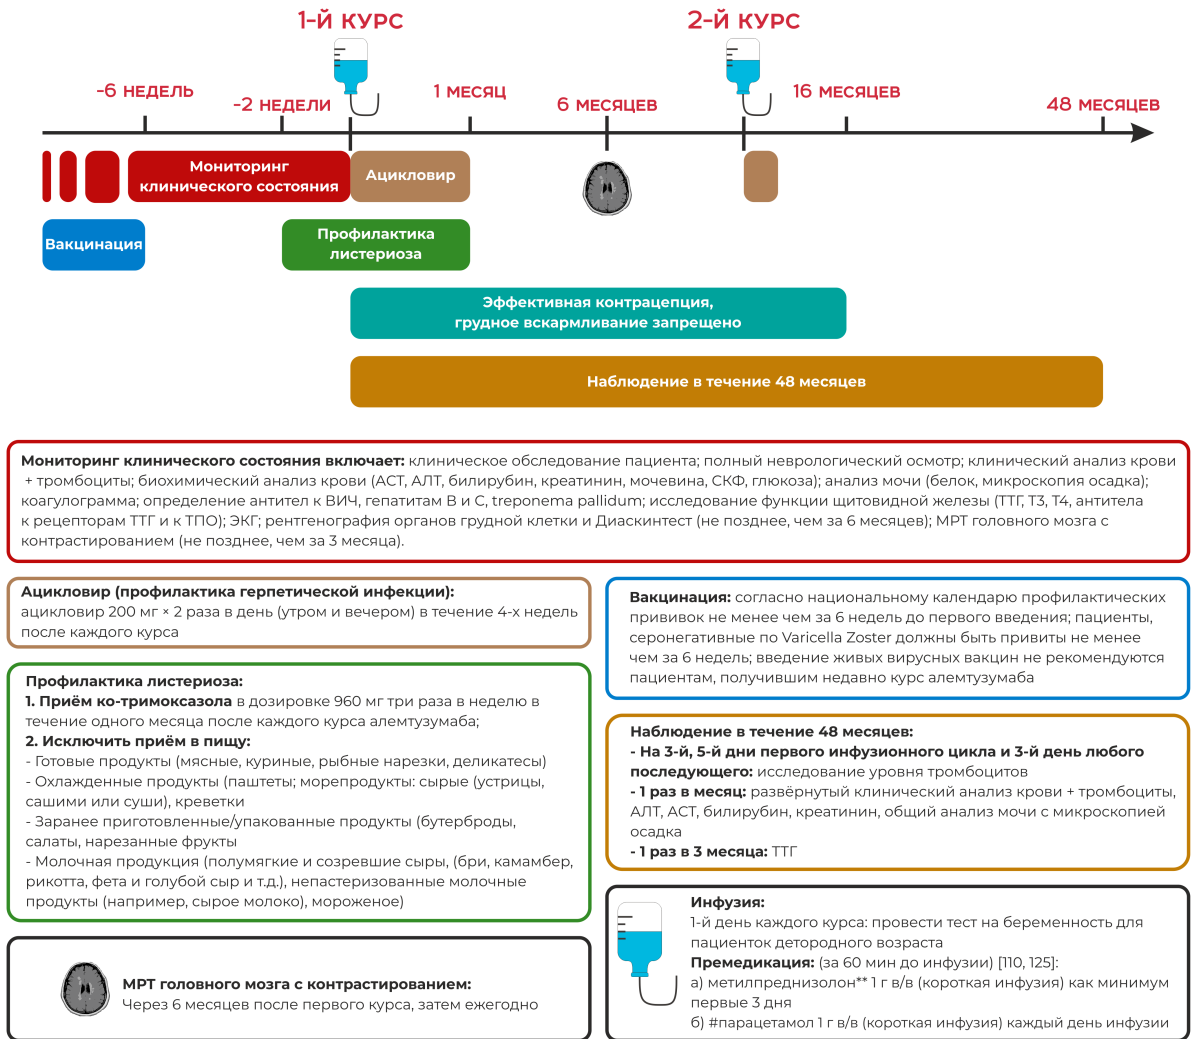 1-Й КУРС
2-Й КУРС
-6 НЕДЕЛЬ
-2 НЕДЕЛИ
1 МЕСЯЦ
6 МЕСЯЦЕВ
16 МЕСЯЦЕВ
48 МЕСЯЦЕВ
Мониторинг
клинического состояния
Ацикловир
Вакцинация
Профилактика
листериоза
Эффективная контрацепция,
грудное вскармливание запрещено
Наблюдение в течение 48 месяцев
Мониторинг клинического состояния включает: клиническое обследование пациента; полный неврологический осмотр; клинический анализ крови
+ тромбоциты; биохимический анализ крови (АСТ, АЛТ, билирубин, креатинин, мочевина, СКФ, глюкоза); анализ мочи (белок, микроскопия осадка);
коагулограмма; определение антител к ВИЧ, гепатитам В и С, treponema pallidum; исследование функции щитовидной железы (ТТГ, Т3, Т4, антитела
к рецепторам ТТГ и к ТПО); ЭКГ; рентгенография органов грудной клетки и Диаскинтест (не позднее, чем за 6 месяцев); МРТ головного мозга с
контрастированием (не позднее, чем за 3 месяца).
Ацикловир (профилактика герпетической инфекции):
ацикловир 200 мг × 2 раза в день (утром и вечером) в течение 4-х недель
после каждого курса
Профилактика листериоза:
1. Приём ко-тримоксазола в дозировке 960 мг три раза в неделю в
течение одного месяца после каждого курса алемтузумаба;
2. Исключить приём в пищу:
- Готовые продукты (мясные, куриные, рыбные нарезки, деликатесы)
- Охлажденные продукты (паштеты; морепродукты: сырые (устрицы,
сашими или суши), креветки
- Заранее приготовленные/упакованные продукты (бутерброды,
салаты, нарезанные фрукты
- Молочная продукция (полумягкие и созревшие сыры, (бри, камамбер,
рикотта, фета и голубой сыр и т.д.), непастеризованные молочные
продукты (например, сырое молоко), мороженое)
МРТ головного мозга с контрастированием:
Через 6 месяцев после первого курса, затем ежегодно
Вакцинация: согласно национальному календарю профилактических
прививок не менее чем за 6 недель до первого введения; пациенты,
серонегативные по Varicella Zoster должны быть привиты не менее
чем за 6 недель; введение живых вирусных вакцин не рекомендуются
пациентам, получившим недавно курс алемтузумаба
Наблюдение в течение 48 месяцев:
- На 3-й, 5-й дни первого инфузионного цикла и 3-й день любого
последующего: исследование уровня тромбоцитов
- 1 раз в месяц: развёрнутый клинический анализ крови + тромбоциты,
АЛТ, АСТ, билирубин, креатинин, общий анализ мочи с микроскопией
осадка
- 1 раз в 3 месяца: ТТГ
Инфузия:
1-й день каждого курса: провести тест на беременность для
пациенток детородного возраста
Премедикация: (за 60 мин до инфузии) [110, 125]:
а) метилпреднизолон** 1 г в/в (короткая инфузия) как минимум
первые 3 дня
б) #парацетамол 1 г в/в (короткая инфузия) каждый день инфузии